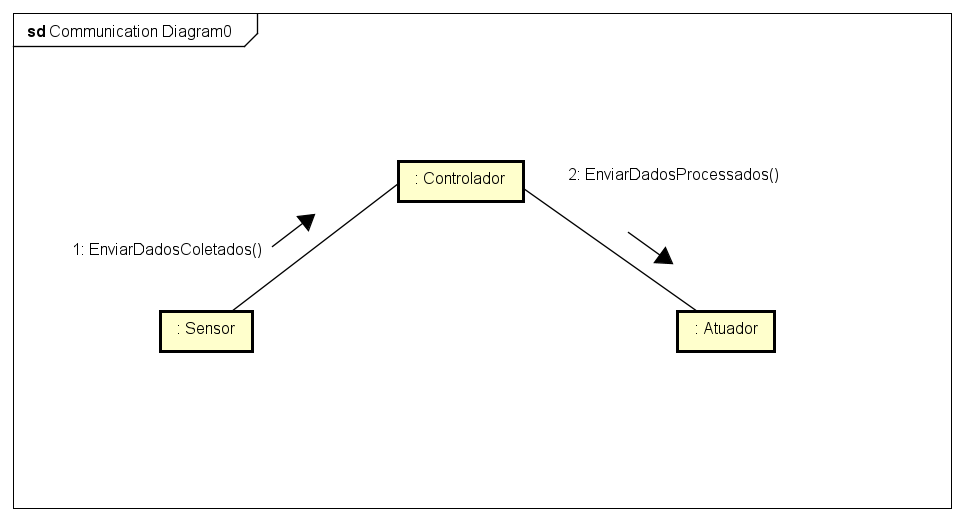 sd Communication Diagram0
: Controlador
2: EnviarDadosProcessados()
1: EnviarDadosColetados()
: Sensor
: Atuador